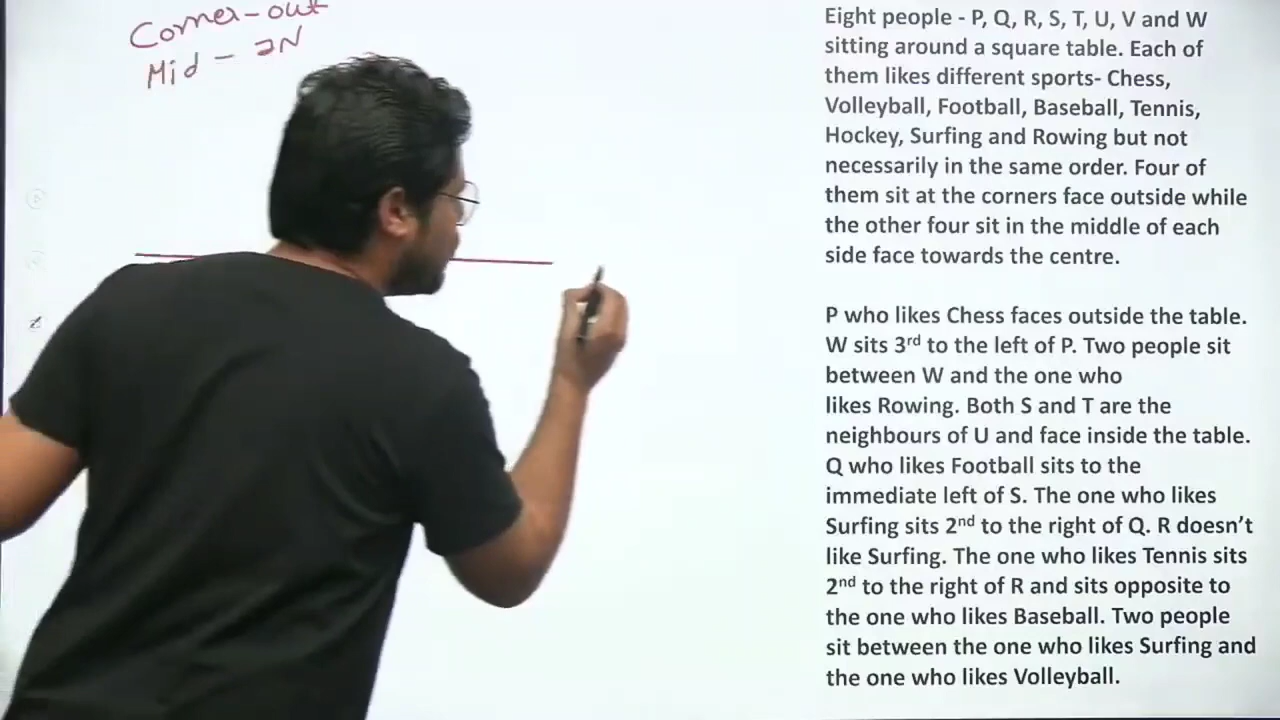 Corner-out
Mid - IN
Eight people - P, Q, R, S, T, U, V and W
sitting around a square table. Each of
them likes different sports- Chess,
Volleyball, Football, Baseball, Tennis,
Hockey, Surfing and Rowing but not
necessarily in the same order. Four of
them sit at the corners face outside while
the other four sit in the middle of each
side face towards the centre.
P who likes Chess faces outside the table.
W sits 3rd to the left of P. Two people sit
between W and the one who
likes Rowing. Both S and T are the
neighbours of U and face inside the table.
Q who likes Football sits to the
immediate left of S. The one who likes
Surfing sits 2nd to the right of Q. R doesn't
like Surfing. The one who likes Tennis sits
2nd to the right of R and sits opposite to
the one who likes Baseball. Two people
sit between the one who likes Surfing and
the one who likes Volleyball.